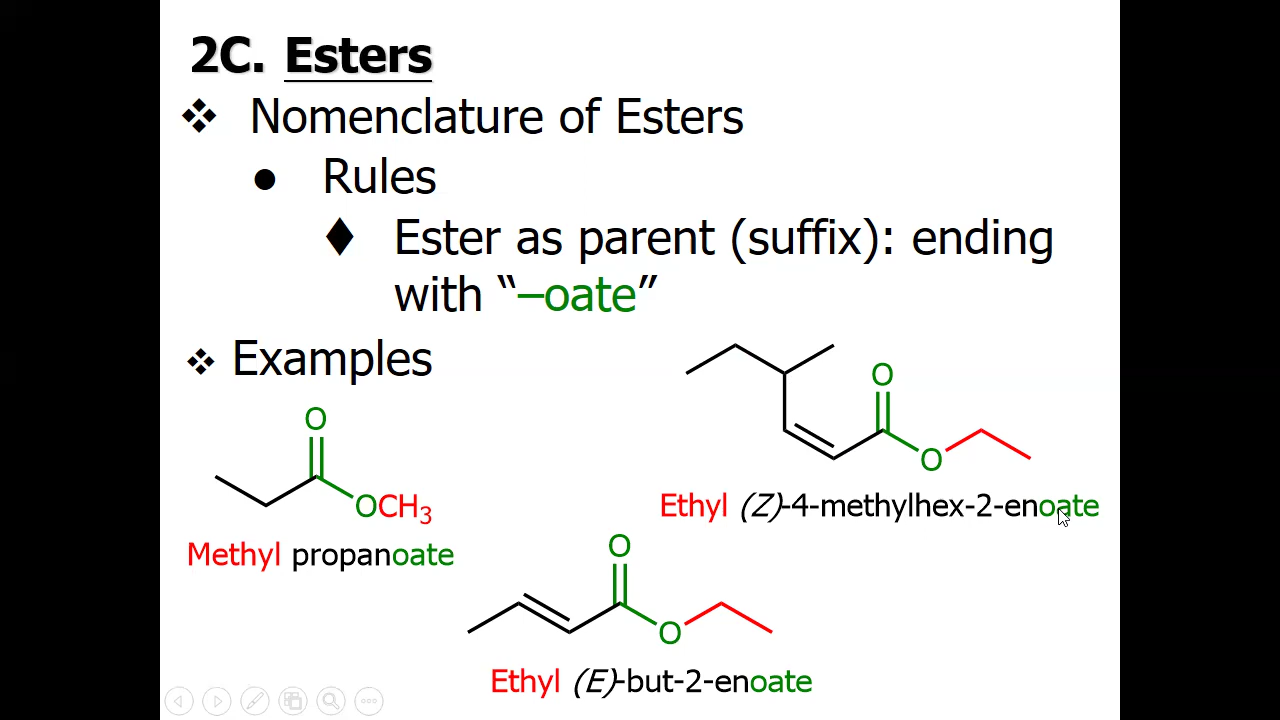 2C. Esters
❖ Nomenclature of Esters
● Rules
♦ Ester as parent (suffix): ending
with “–oate”
❖ Examples
O
OCH3
Methyl propanoate
O
O
Ethyl (Z)-4-methylhex-2-enoate
O
O
Ethyl (E)-but-2-enoate